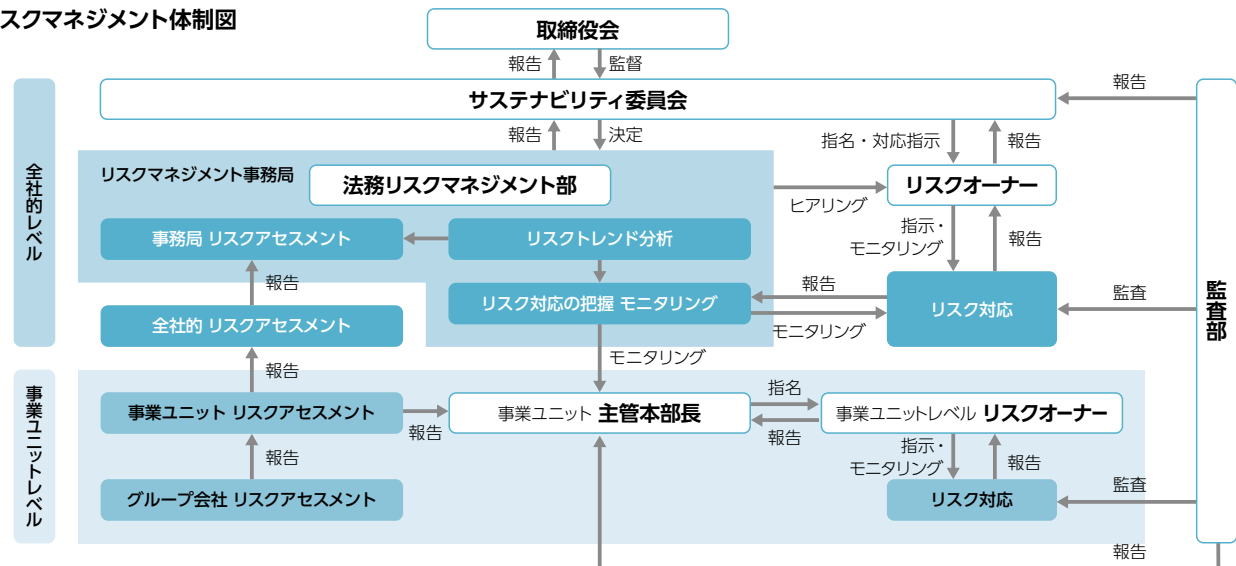 スクマネジメント体制図
取締役会
報告
監督
サステナビリティ委員会
報告
報告
決定
指名・対応指示
報告
全社的レベル
リスクマネジメント事務局
法務リスクマネジメント部
ヒアリング
リスクオーナー
事務局 リスクアセスメント
リスクトレンド分析
指示・
モニタリング
報告
報告
リスク対応の把握 モニタリング
報告
モニタリング
リスク対応
監査
監査部
全社的 リスクアセスメント
報告
モニタリング
事業ユニットレベル
事業ユニット リスクアセスメント
報告
事業ユニット 主管本部長
指名
報告
事業ユニットレベル リスクオーナー
報告
指示・
モニタリング
報告
グループ会社 リスクアセスメント
リスク対応
監査
報告